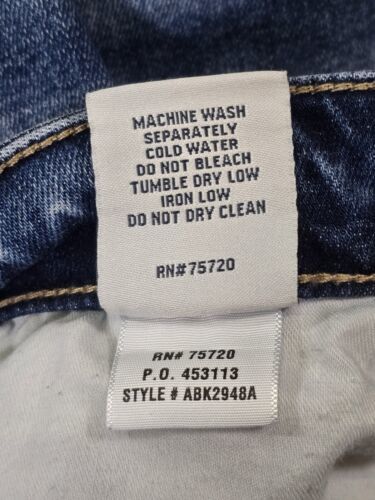 MACHINE WASH
SEPARATELY
COLD WATER
DO NOT BLEACH
TUMBLE DRY LOW
IRON LOW
DO NOT DRY CLEAN
RN#75720
RN# 75720
P.O. 453113
STYLE # ABK2948A